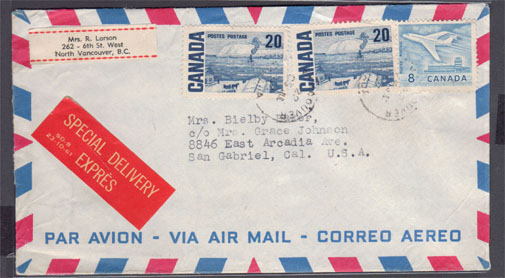 Mrs. R. Larson
262 - 6th St. West
North Vancouver, B.C.
POSTES POSTAGE
20
CANADA
POSTES POSTAGE
20
CANADA
8 CANADA
Mrs. Bielby
c/o Mrs. Grace Johnson
8846 East Arcadia Ave.
San Gabriel, Cal. U.S.A.
SPECIAL DELIVERY
EXPRÈS
PAR AVION - VIA AIR MAIL - CORREO AEREO